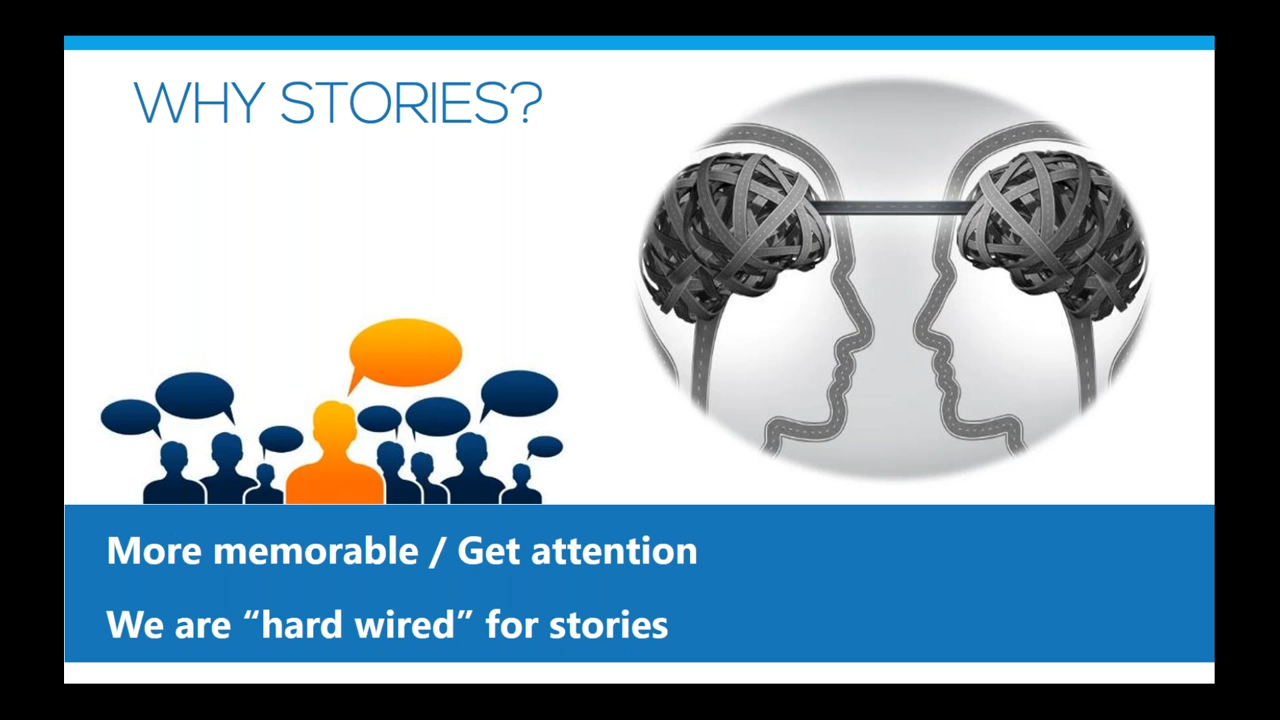 WHY STORIES?
More memorable / Get attention
We are “hard wired” for stories